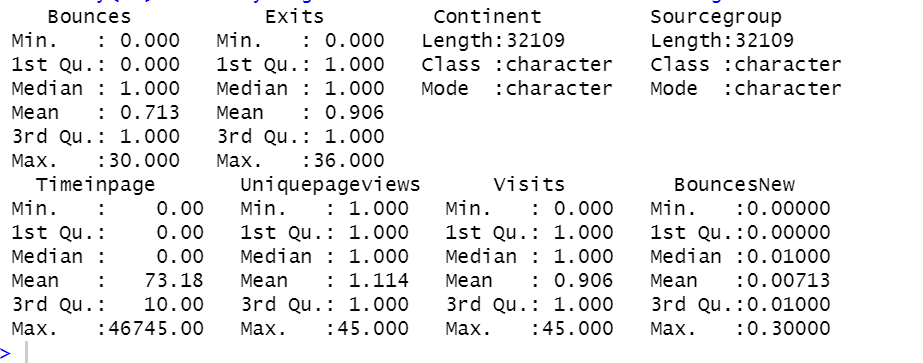 Bounces Exits Continent Sourcegroup
Min. : 0.000 Min. : 0.000 Length:32109 Length:32109
1st Qu.: 0.000 1st Qu.: 1.000 Class :character Class :character
Median : 1.000 Median : 1.000 Mode :character Mode :character
Mean : 0.713 Mean : 0.906
3rd Qu.: 1.000 3rd Qu.: 1.000
Max. :30.000 Max. :36.000
Timeinpage Uniquepageviews Visits BouncesNew
Min. : 0.00 Min. : 1.000 Min. : 0.000 Min. :0.00000
1st Qu.: 0.00 1st Qu.: 1.000 1st Qu.: 1.000 1st Qu.:0.00000
Median : 0.00 Median : 1.000 Median : 1.000 Median :0.01000
Mean : 73.18 Mean : 1.114 Mean : 0.906 Mean :0.00713
3rd Qu.: 10.00 3rd Qu.: 1.000 3rd Qu.: 1.000 3rd Qu.:0.01000
Max. :46745.00 Max. :45.000 Max. :45.000 Max. :0.30000
>